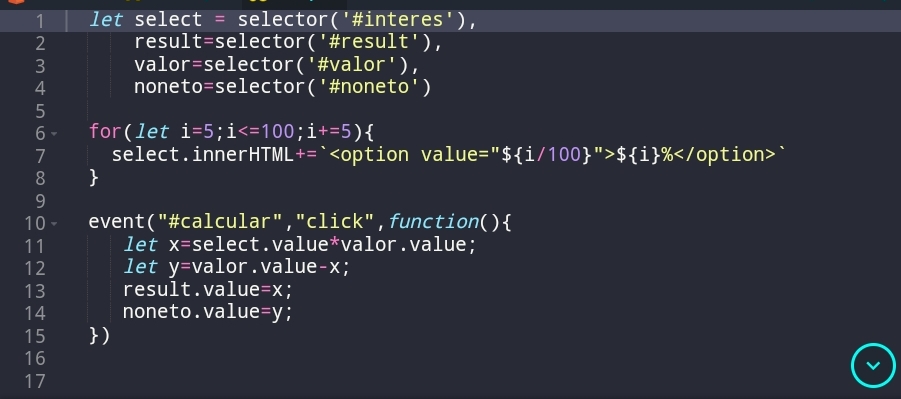 1 let select = selector('#interes'),
2 result=selector('#result'),
3 valor=selector('#valor'),
4 noneto=selector('#noneto')
5
6 for(let i=5;i<=100;i+=5){
7 select.innerHTML+=`<option value="${i/100}">${i}%</option>`
8 }
9
10 event("#calcular","click",function(){
11 let x=select.value*valor.value;
12 let y=valor.value-x;
13 result.value=x;
14 noneto.value=y;
15 })
16
17